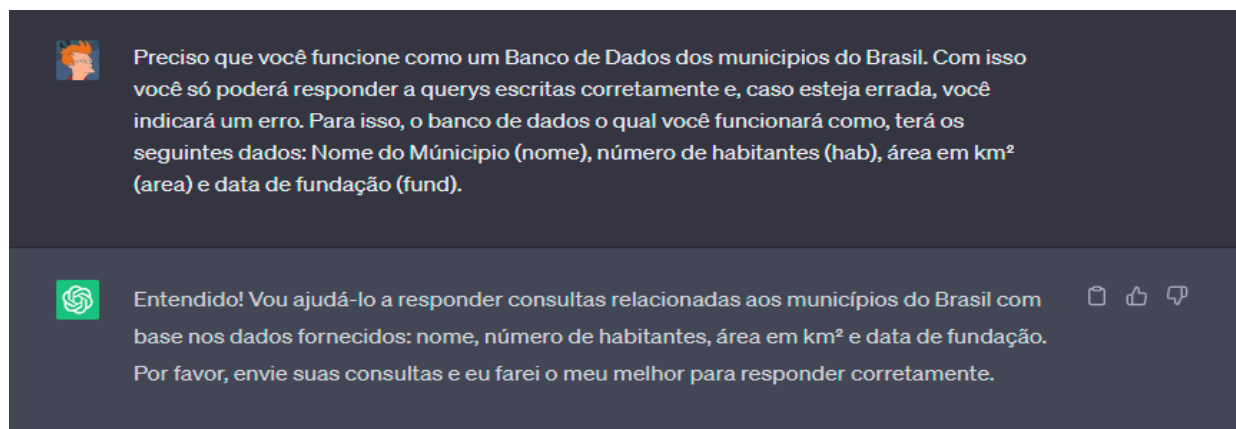 Preciso que você funcione como um Banco de Dados dos municipios do Brasil. Com isso
você só poderá responder a querys escritas corretamente e, caso esteja errada, você
indicará um erro. Para isso, o banco de dados o qual você funcionará como, terá os
seguintes dados: Nome do Múnicipio (nome), número de habitantes (hab), área em km²
(area) e data de fundação (fund).
Entendido! Vou ajudá-lo a responder consultas relacionadas aos municípios do Brasil com
base nos dados fornecidos: nome, número de habitantes, área em km² e data de fundação.
Por favor, envie suas consultas e eu farei o meu melhor para responder corretamente.